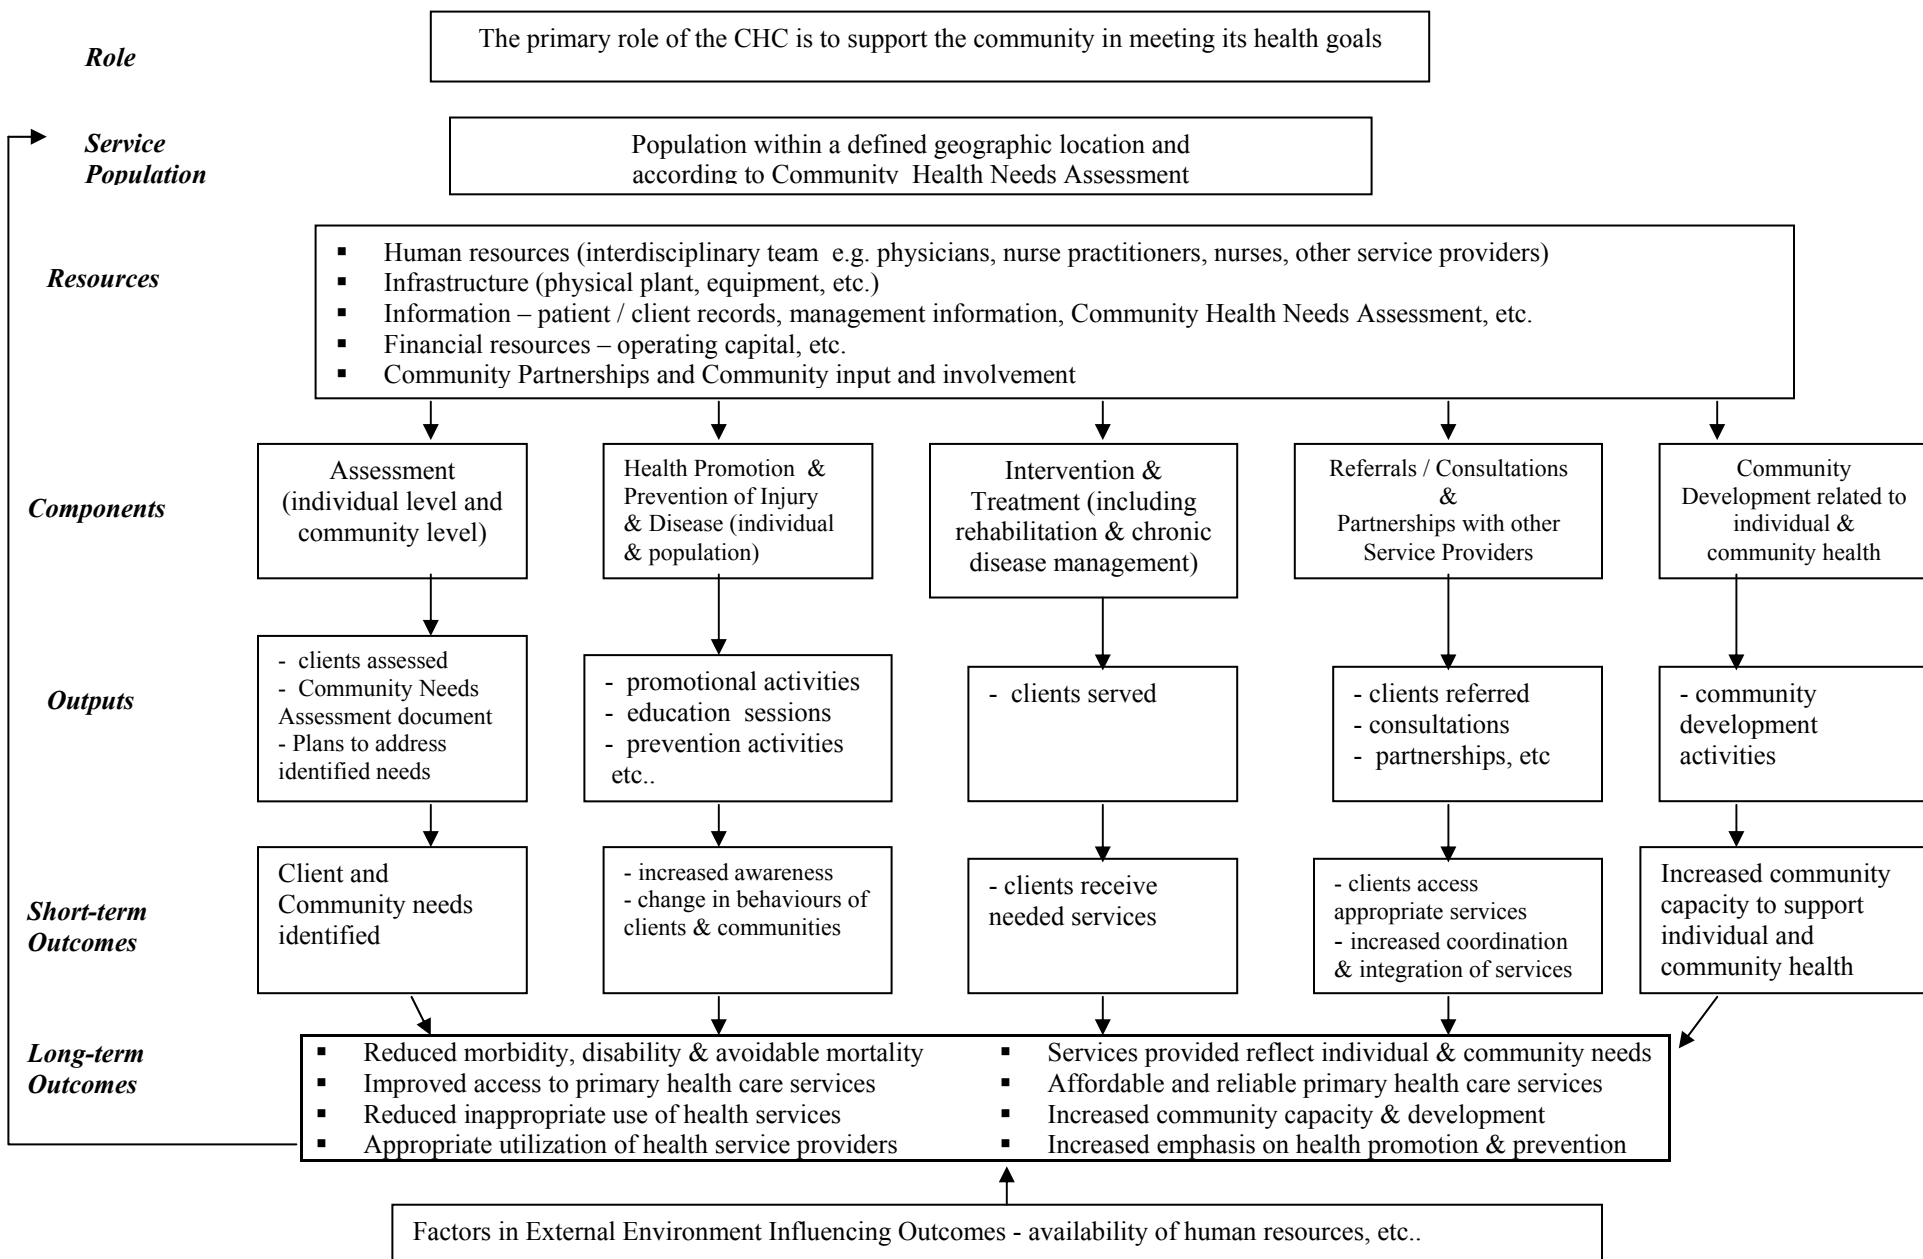 Role
The primary role of the CHC is to support the community in meeting its health goals
Service
Population
Population within a defined geographic location and
according to Community Health Needs Assessment
Resources
▪ Human resources (interdisciplinary team e.g. physicians, nurse practitioners, nurses, other service providers)
▪ Infrastructure (physical plant, equipment, etc.)
▪ Information – patient / client records, management information, Community Health Needs Assessment, etc.
▪ Financial resources – operating capital, etc.
▪ Community Partnerships and Community input and involvement
Components
Assessment
(individual level and
community level)
Health Promotion &
Prevention of Injury
& Disease (individual
& population)
Intervention &
Treatment (including
rehabilitation & chronic
disease management)
Referrals / Consultations
&
Partnerships with other
Service Providers
Community
Development related to
individual &
community health
Outputs
- clients assessed
- Community Needs
Assessment document
- Plans to address
identified needs
- promotional activities
- education sessions
- prevention activities
etc..
- clients served
- clients referred
- consultations
- partnerships, etc
- community
development
activities
Short-term
Outcomes
Client and
Community needs
identified
- increased awareness
- change in behaviours of
clients & communities
- clients receive
needed services
- clients access
appropriate services
- increased coordination
& integration of services
Increased community
capacity to support
individual and
community health
Long-term
Outcomes
▪ Reduced morbidity, disability & avoidable mortality
▪ Improved access to primary health care services
▪ Reduced inappropriate use of health services
▪ Appropriate utilization of health service providers
▪ Services provided reflect individual & community needs
▪ Affordable and reliable primary health care services
▪ Increased community capacity & development
▪ Increased emphasis on health promotion & prevention
Factors in External Environment Influencing Outcomes - availability of human resources, etc..